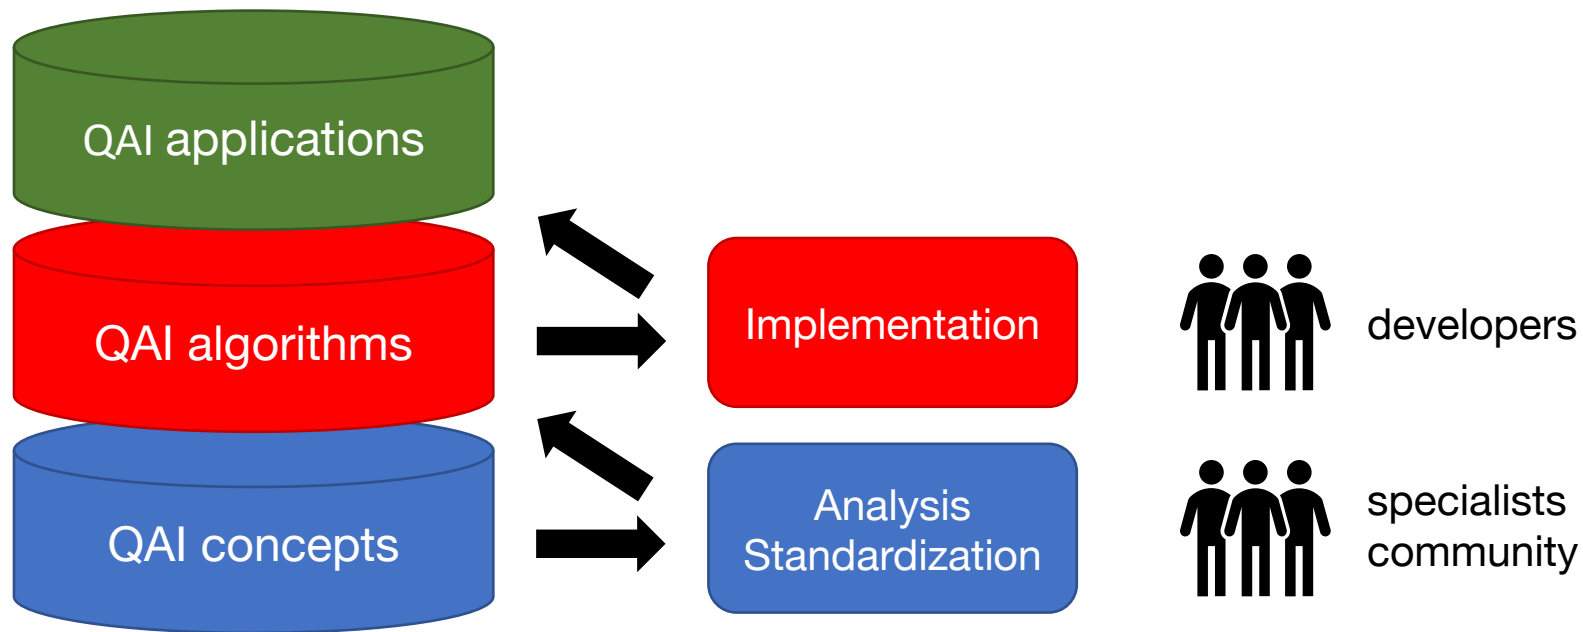 QAI applications
QAI algorithms
Implementation
developers
QAI concepts
Analysis
Standardization
specialists
community